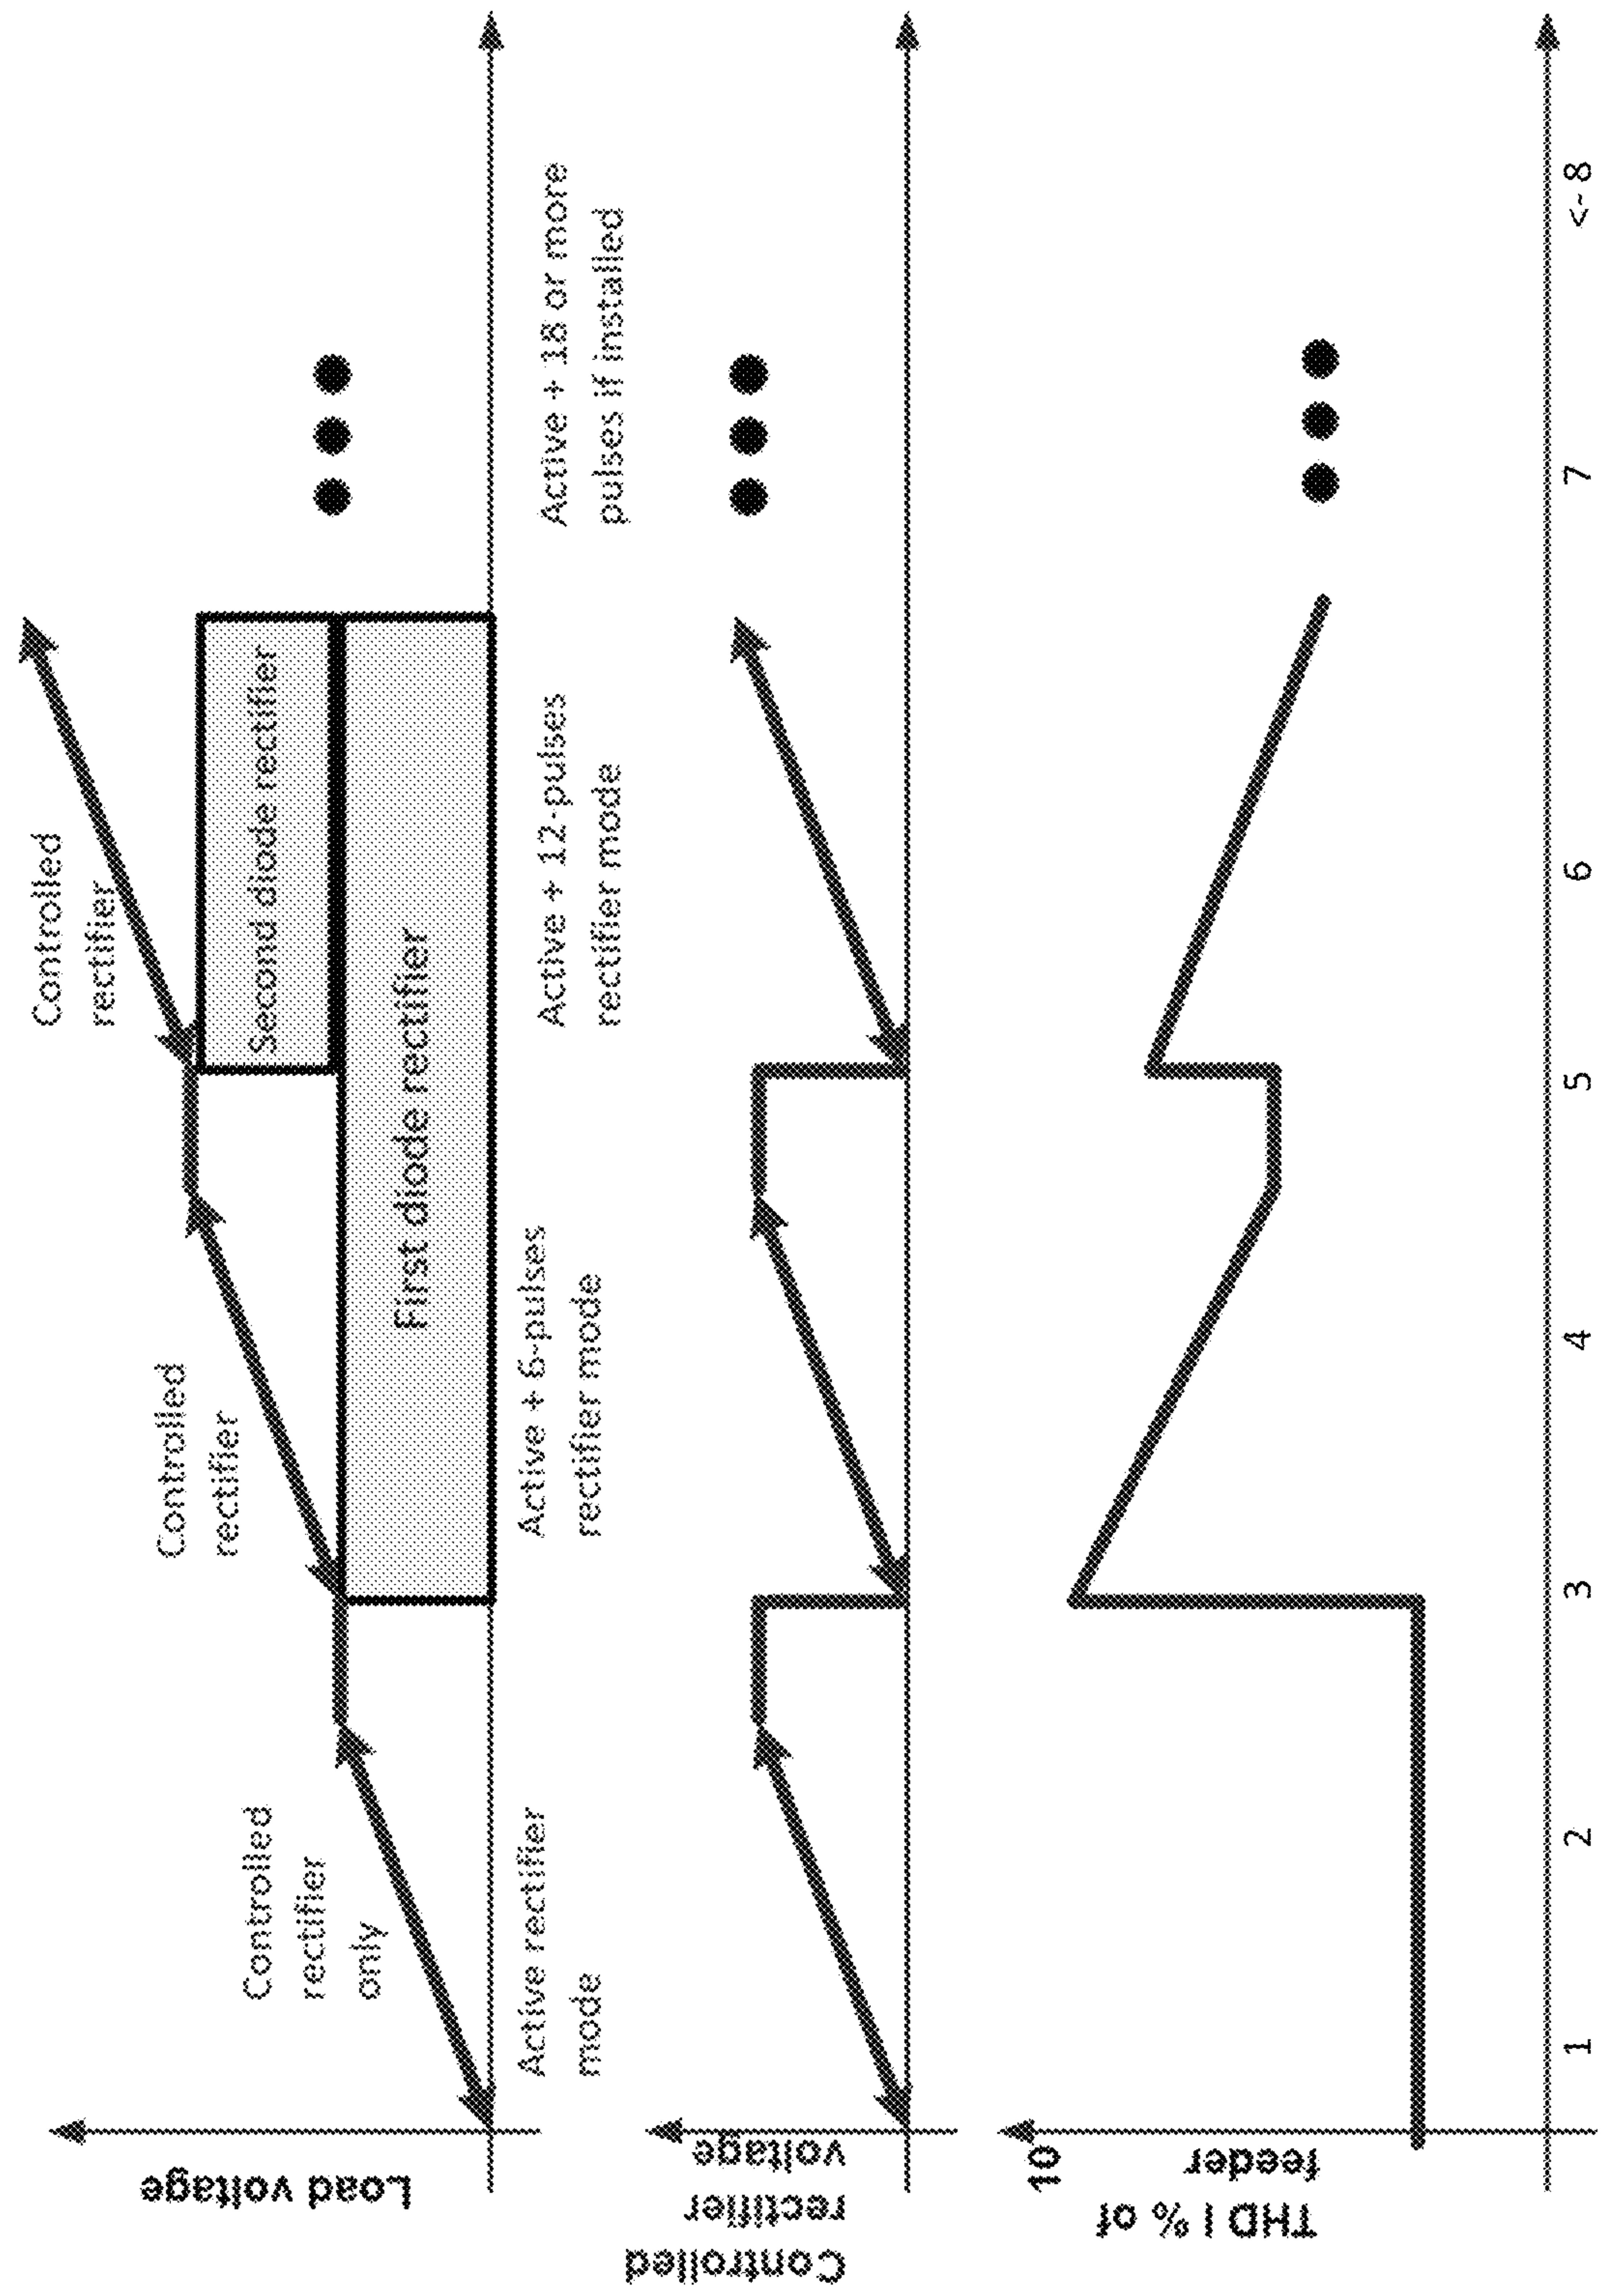 Load voltage
Controlled
rectifier
only
Controlled
rectifier
Controlled
rectifier
Second diode rectifier
First diode rectifier
Active rectifier
mode
Active + 6-pulses
rectifier mode
Active + 12-pulses
rectifier mode
Active + 18 or more
pulses if installed
Controlled
rectifier
voltage
THD I % of
feeder
10
1 2 3 4 5 6 7 <- 8